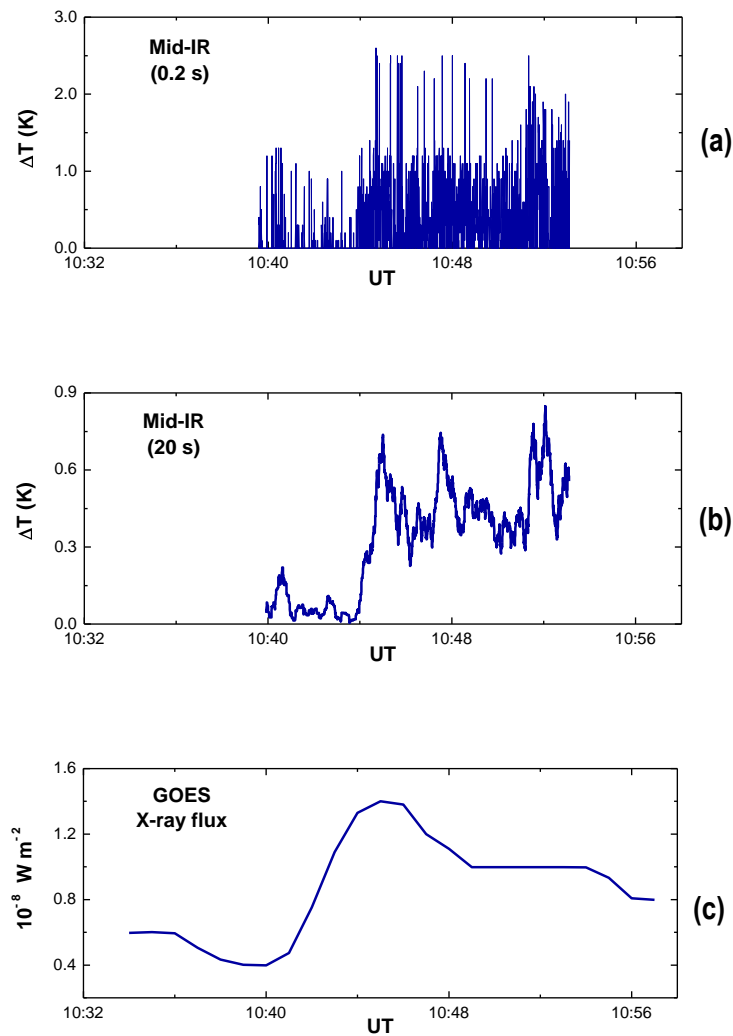 3.0
Mid-IR
(0.2 s)
2.0
ΔT (K)
(a)
1.0
0.0
10:32 10:40 10:48 10:56
UT
0.9
Mid-IR
(20 s)
0.6
ΔT (K)
(b)
0.3
0.0
10:32 10:40 10:48 10:56
UT
1.6
GOES
X-ray flux
1.2
10⁻⁸ W m⁻²
0.8
(c)
0.4
10:32 10:40 10:48 10:56
UT